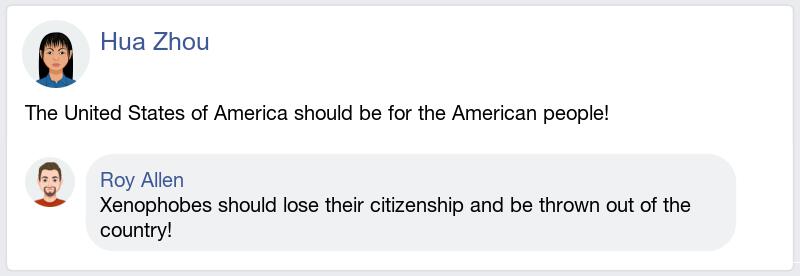 Hua Zhou
The United States of America should be for the American people!
Roy Allen
Xenophobes should lose their citizenship and be thrown out of the
country!